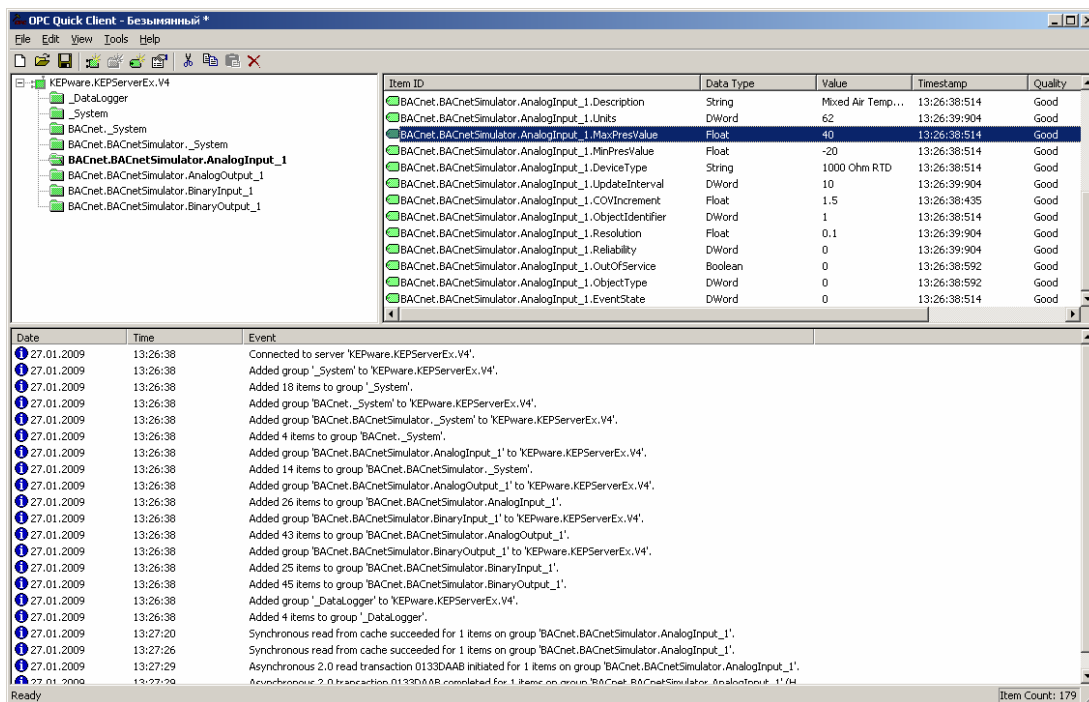 OPC Quick Client - Безымянный *
File Edit View Tools Help
KEPware.KEPServerEx.V4
_DataLogger
_System
BACnet._System
BACnet.BACnetSimulator._System
BACnet.BACnetSimulator.AnalogInput_1
BACnet.BACnetSimulator.AnalogOutput_1
BACnet.BACnetSimulator.BinaryInput_1
BACnet.BACnetSimulator.BinaryOutput_1
Item ID Data Type Value Timestamp Quality
BACnet.BACnetSimulator.AnalogInput_1.Description String Mixed Air Temp... 13:26:38:514 Good
BACnet.BACnetSimulator.AnalogInput_1.Units DWord 62 13:26:39:904 Good
BACnet.BACnetSimulator.AnalogInput_1.MaxPresValue Float 40 13:26:38:514 Good
BACnet.BACnetSimulator.AnalogInput_1.MinPresValue Float -20 13:26:38:514 Good
BACnet.BACnetSimulator.AnalogInput_1.DeviceType String 1000 Ohm RTD 13:26:38:514 Good
BACnet.BACnetSimulator.AnalogInput_1.UpdateInterval DWord 10 13:26:39:904 Good
BACnet.BACnetSimulator.AnalogInput_1.COVIncrement Float 1.5 13:26:38:435 Good
BACnet.BACnetSimulator.AnalogInput_1.ObjectIdentifier DWord 1 13:26:38:514 Good
BACnet.BACnetSimulator.AnalogInput_1.Resolution Float 0.1 13:26:39:904 Good
BACnet.BACnetSimulator.AnalogInput_1.Reliability DWord 0 13:26:39:904 Good
BACnet.BACnetSimulator.AnalogInput_1.OutOfService Boolean 0 13:26:38:592 Good
BACnet.BACnetSimulator.AnalogInput_1.ObjectType DWord 0 13:26:38:592 Good
BACnet.BACnetSimulator.AnalogInput_1.EventState DWord 0 13:26:38:514 Good
Date Time Event
27.01.2009 13:26:38 Connected to server 'KEPware.KEPServerEx.V4'.
27.01.2009 13:26:38 Added group '_System' to 'KEPware.KEPServerEx.V4'.
27.01.2009 13:26:38 Added 18 items to group '_System'.
27.01.2009 13:26:38 Added group 'BACnet._System' to 'KEPware.KEPServerEx.V4'.
27.01.2009 13:26:38 Added group 'BACnet.BACnetSimulator._System' to 'KEPware.KEPServerEx.V4'.
27.01.2009 13:26:38 Added 4 items to group 'BACnet._System'.
27.01.2009 13:26:38 Added group 'BACnet.BACnetSimulator.AnalogInput_1' to 'KEPware.KEPServerEx.V4'.
27.01.2009 13:26:38 Added 14 items to group 'BACnet.BACnetSimulator._System'.
27.01.2009 13:26:38 Added group 'BACnet.BACnetSimulator.AnalogOutput_1' to 'KEPware.KEPServerEx.V4'.
27.01.2009 13:26:38 Added 26 items to group 'BACnet.BACnetSimulator.AnalogInput_1'.
27.01.2009 13:26:38 Added group 'BACnet.BACnetSimulator.BinaryInput_1' to 'KEPware.KEPServerEx.V4'.
27.01.2009 13:26:38 Added 43 items to group 'BACnet.BACnetSimulator.AnalogOutput_1'.
27.01.2009 13:26:38 Added group 'BACnet.BACnetSimulator.BinaryOutput_1' to 'KEPware.KEPServerEx.V4'.
27.01.2009 13:26:38 Added 25 items to group 'BACnet.BACnetSimulator.BinaryInput_1'.
27.01.2009 13:26:38 Added 45 items to group 'BACnet.BACnetSimulator.BinaryOutput_1'.
27.01.2009 13:26:38 Added group '_DataLogger' to 'KEPware.KEPServerEx.V4'.
27.01.2009 13:26:38 Added 4 items to group '_DataLogger'.
27.01.2009 13:27:20 Synchronous read from cache succeeded for 1 items on group 'BACnet.BACnetSimulator.AnalogInput_1'.
27.01.2009 13:27:26 Synchronous read from cache succeeded for 1 items on group 'BACnet.BACnetSimulator.AnalogInput_1'.
27.01.2009 13:27:29 Asynchronous 2.0 read transaction 0133DAAB initiated for 1 items on group 'BACnet.BACnetSimulator.AnalogInput_1'.
27.01.2009 13:27:29 Asynchronous 2.0 transaction 0133DAAB completed for 1 items on group 'BACnet.BACnetSimulator.AnalogInput_1' (H
Ready Item Count: 179